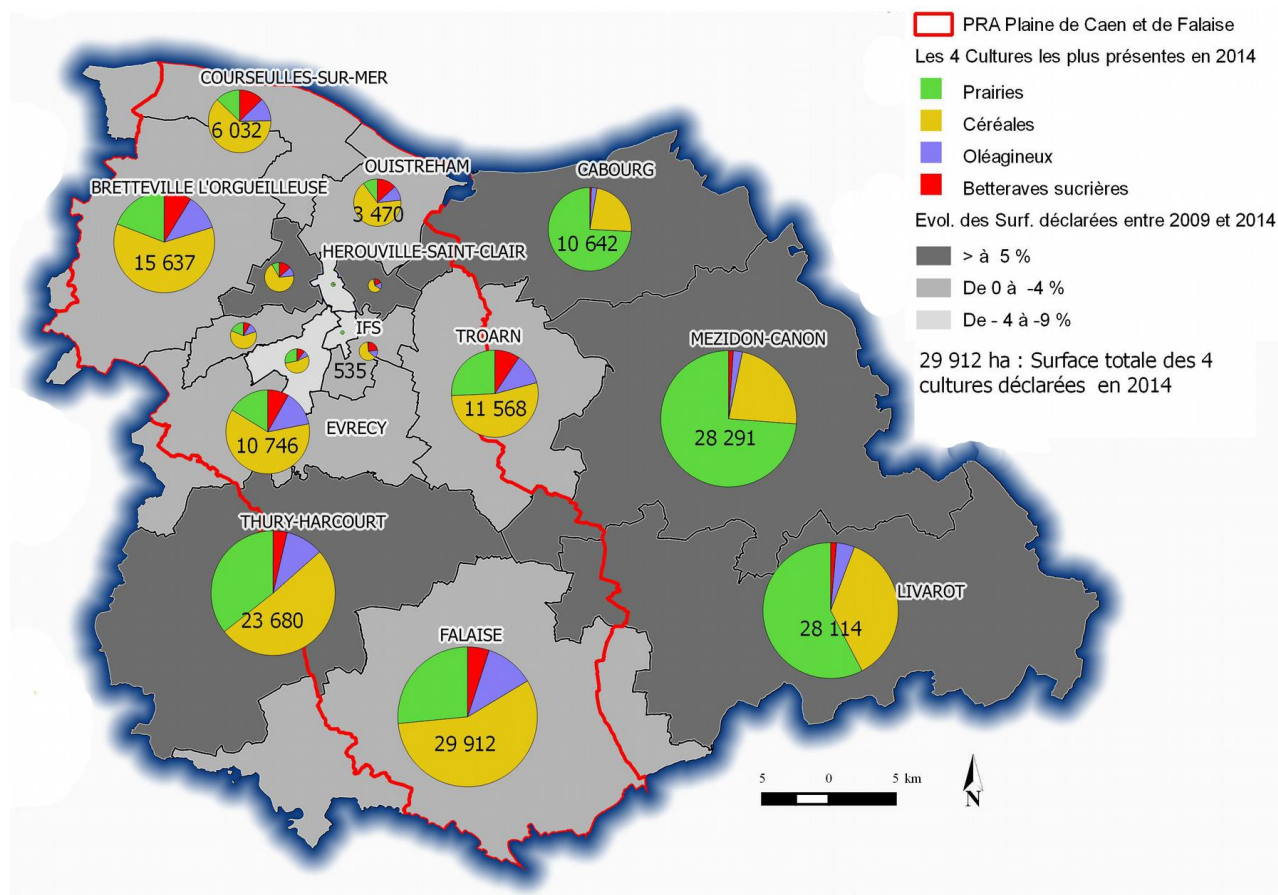 PRA Plaine de Caen et de Falaise
Les 4 Cultures les plus présentes en 2014
Prairies
Céréales
Oléagineux
Betteraves sucrières
Evol. des Surf. déclarées entre 2009 et 2014
> à 5 %
De 0 à -4 %
De - 4 à -9 %
29 912 ha : Surface totale des 4
cultures déclarées en 2014
COURSEULLES-SUR-MER
6 032
OUISTREHAM
3 470
CABOURG
10 642
BRETTEVILLE L'ORGUEILLEUSE
15 637
HEROUVILLE-SAINT-CLAIR
IFS
535
TROARN
11 568
MEZIDON-CANON
28 291
EVRECY
10 746
THURY-HARCOURT
23 680
LIVAROT
28 114
FALAISE
29 912
5 0 5 km
N